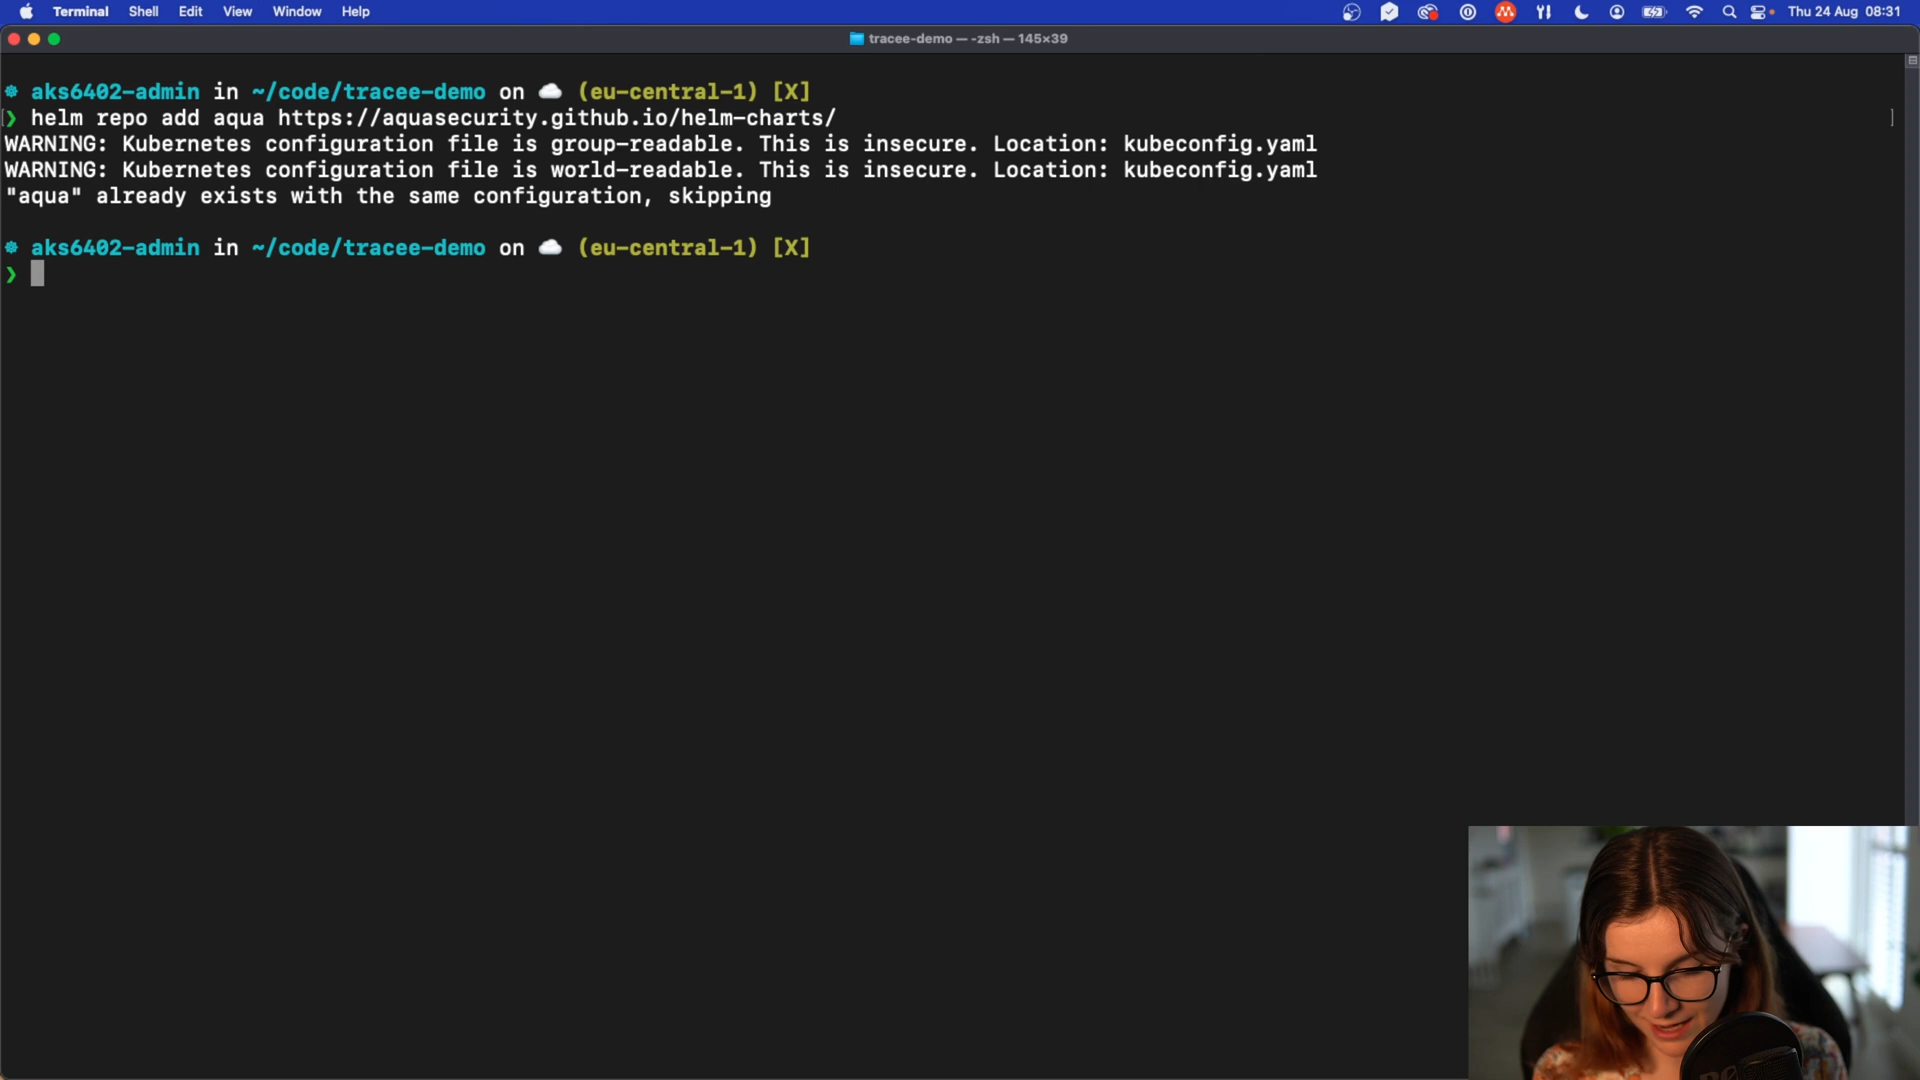 Terminal Shell Edit View Window Help Thu 24 Aug 08:31
tracee-demo — -zsh — 145×39
aks6402-admin in ~/code/tracee-demo on (eu-central-1) [X]
❯ helm repo add aqua https://aquasecurity.github.io/helm-charts/
WARNING: Kubernetes configuration file is group-readable. This is insecure. Location: kubeconfig.yaml
WARNING: Kubernetes configuration file is world-readable. This is insecure. Location: kubeconfig.yaml
"aqua" already exists with the same configuration, skipping
aks6402-admin in ~/code/tracee-demo on (eu-central-1) [X]
❯